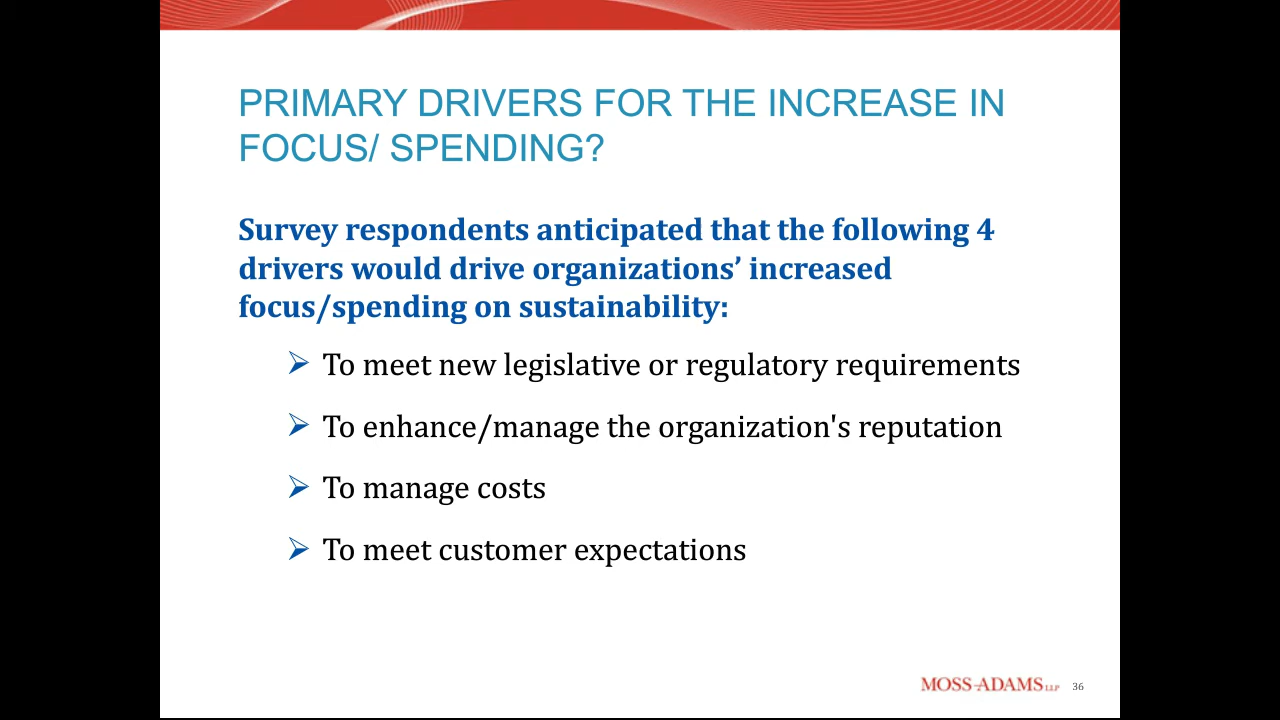 PRIMARY DRIVERS FOR THE INCREASE IN
FOCUS/ SPENDING?
Survey respondents anticipated that the following 4
drivers would drive organizations’ increased
focus/spending on sustainability:
To meet new legislative or regulatory requirements
To enhance/manage the organization's reputation
To manage costs
To meet customer expectations
MOSS-ADAMS LLP 36